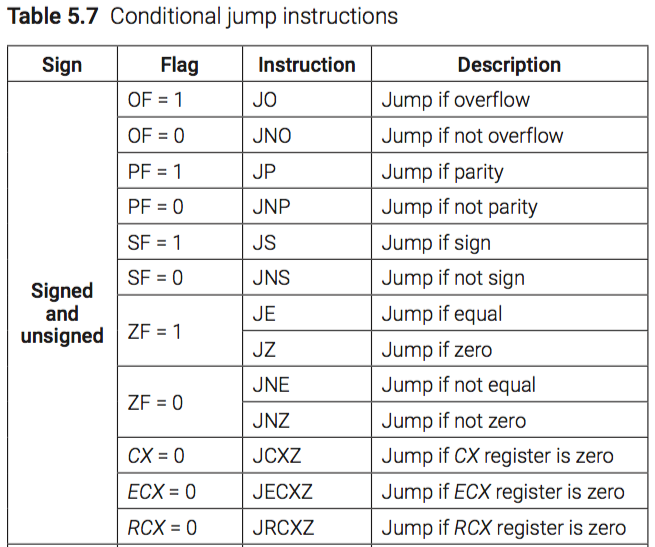 Table 5.7 Conditional jump instructions
Sign Flag Instruction Description
Signed and unsigned
OF = 1 JO Jump if overflow
OF = 0 JNO Jump if not overflow
PF = 1 JP Jump if parity
PF = 0 JNP Jump if not parity
SF = 1 JS Jump if sign
SF = 0 JNS Jump if not sign
ZF = 1 JE Jump if equal
JZ Jump if zero
ZF = 0 JNE Jump if not equal
JNZ Jump if not zero
CX = 0 JCXZ Jump if CX register is zero
ECX = 0 JECXZ Jump if ECX register is zero
RCX = 0 JRCXZ Jump if RCX register is zero